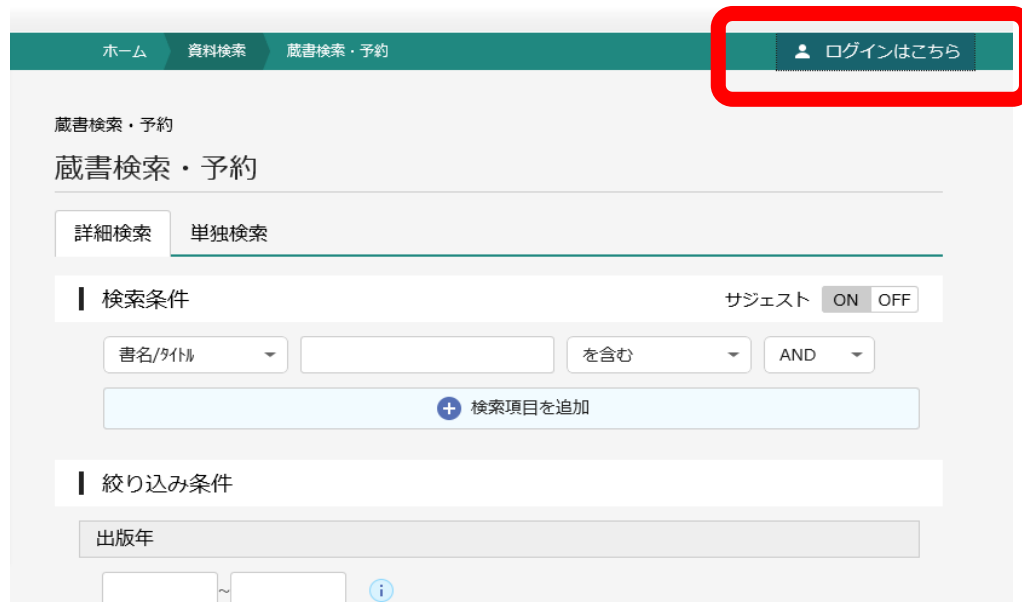 ホーム 資料検索 蔵書検索・予約 ログインはこちら
蔵書検索・予約
蔵書検索・予約
詳細検索 単独検索
検索条件 サジェスト ON OFF
書名/ﾀｲﾄﾙ を含む AND
検索項目を追加
絞り込み条件
出版年
~